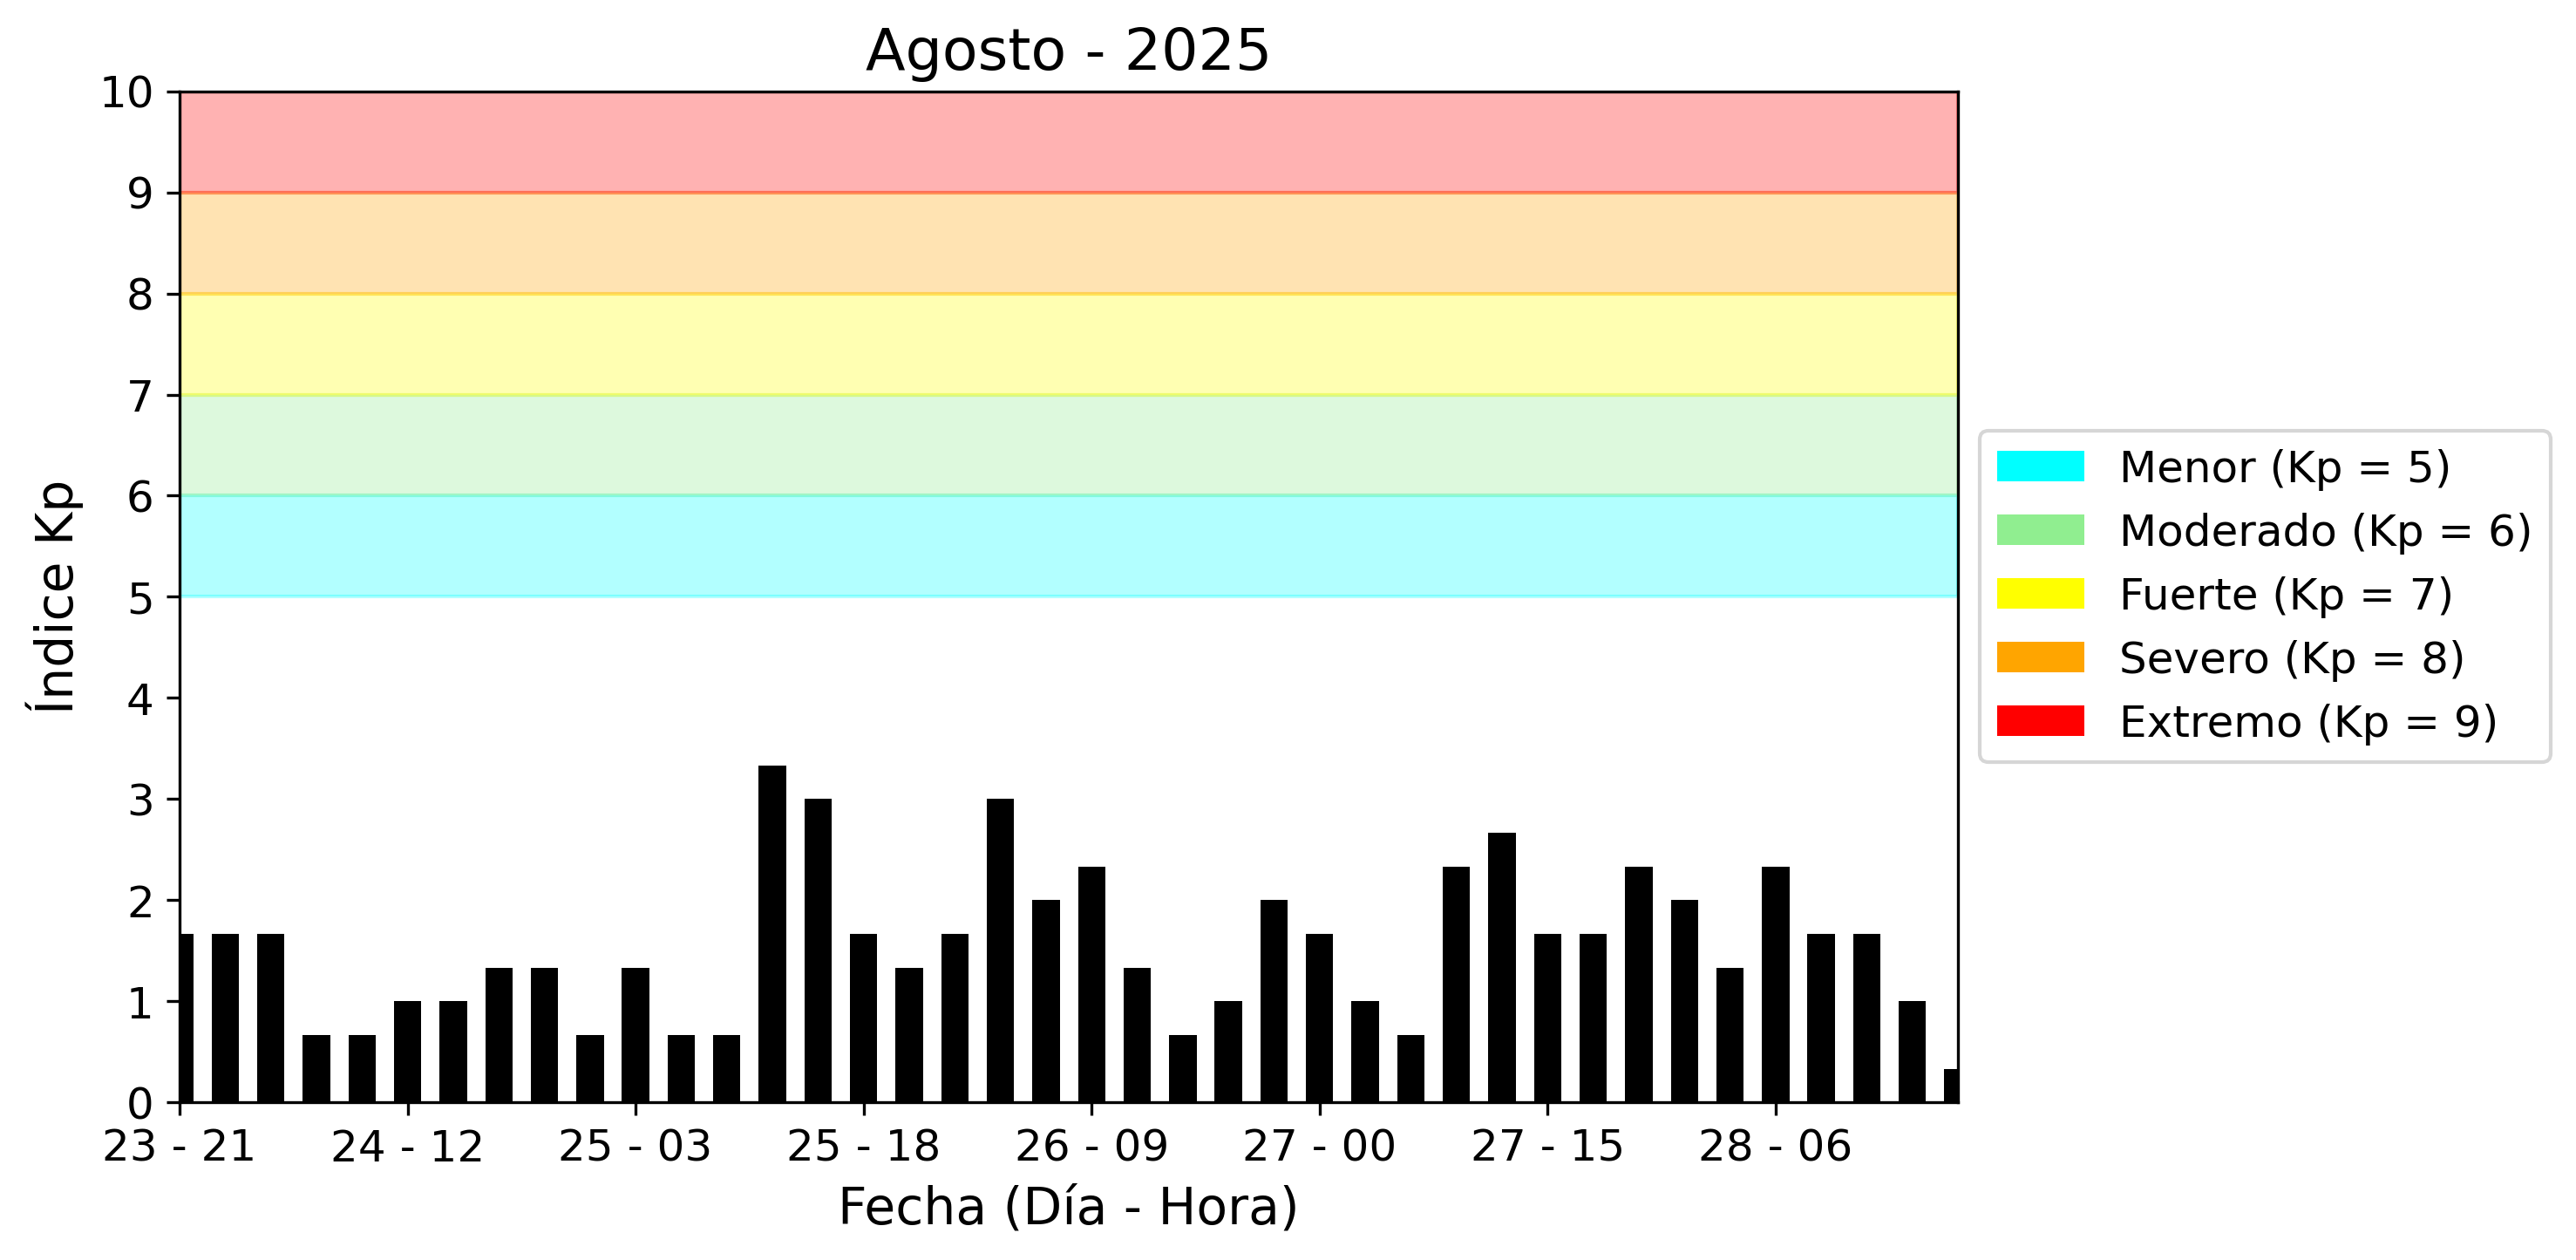 Agosto - 2025
10
9
8
7
6
5
4
3
2
1
0
Índice Kp
23 - 21
24 - 12
25 - 03
25 - 18
26 - 09
27 - 00
27 - 15
28 - 06
Fecha (Día - Hora)
Menor (Kp = 5)
Moderado (Kp = 6)
Fuerte (Kp = 7)
Severo (Kp = 8)
Extremo (Kp = 9)